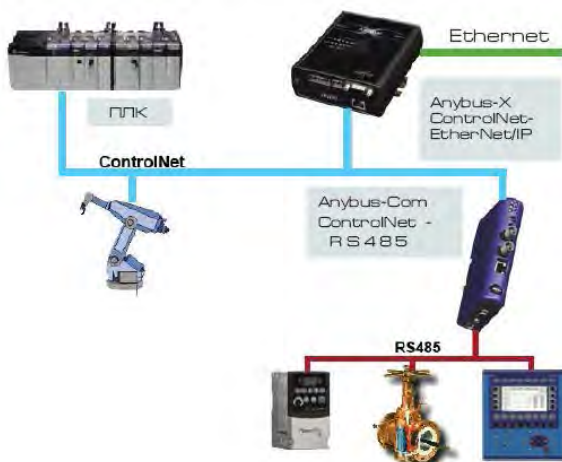 Ethernet
ПЛК
Anybus-X
ControlNet-
EtherNet/IP
ControlNet
Anybus-Com
ControlNet -
RS485
RS485